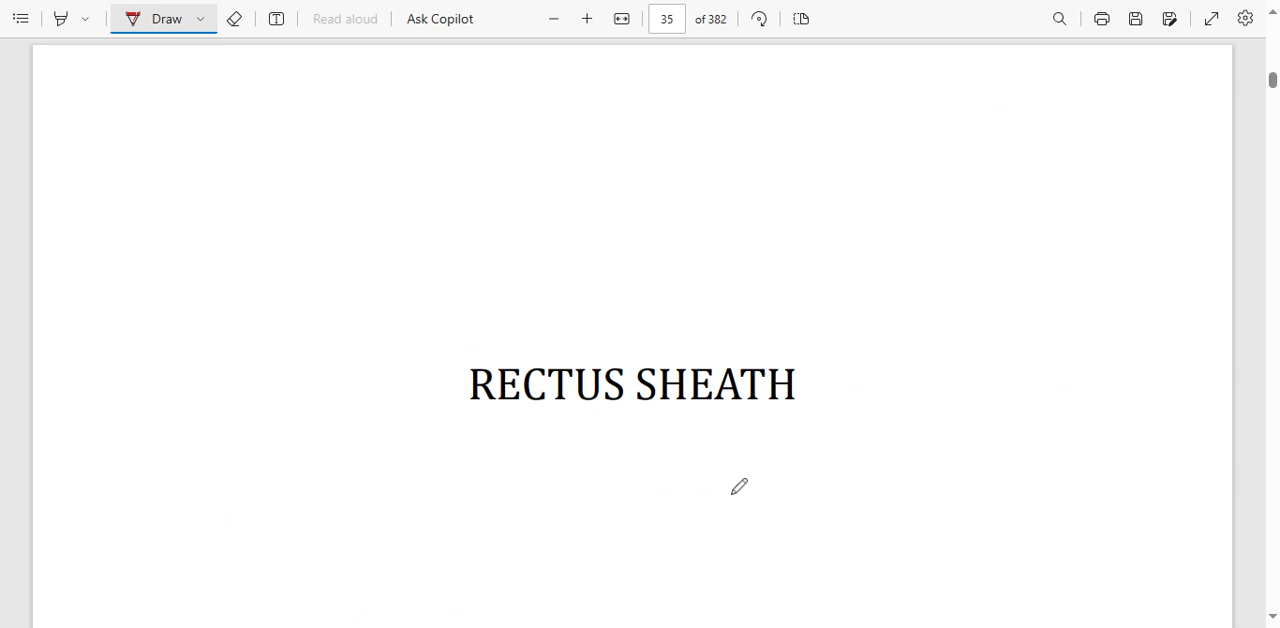 Draw
Read aloud
Ask Copilot
35
of 382
RECTUS SHEATH